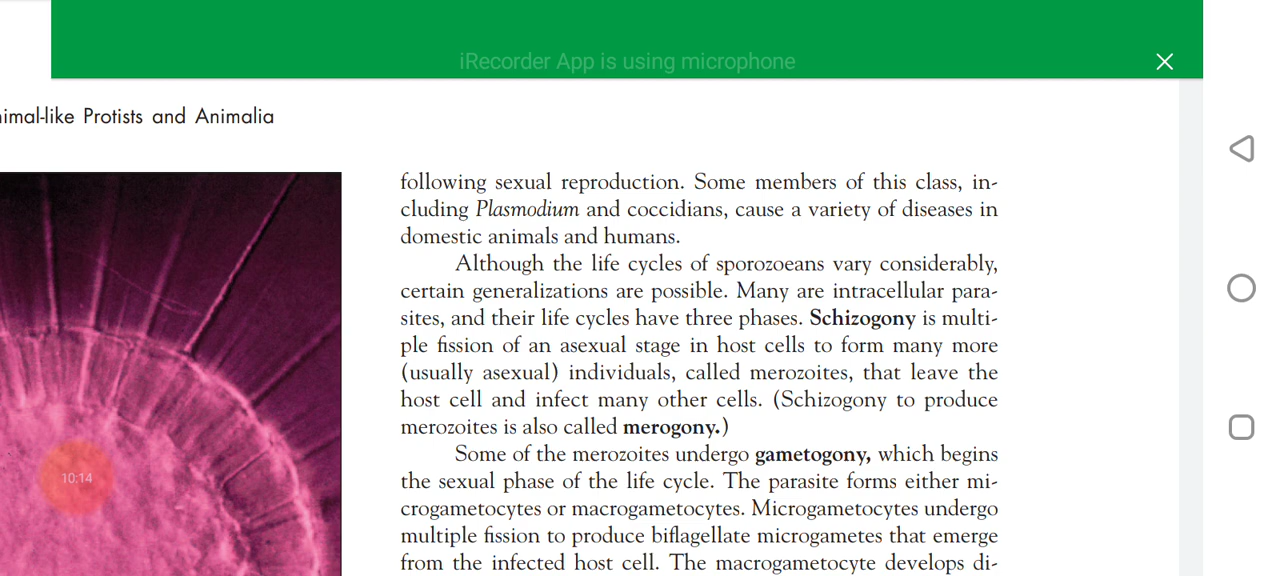 iRecorder App is using microphone
nimal-like Protists and Animalia
following sexual reproduction. Some members of this class, in-
cluding Plasmodium and coccidians, cause a variety of diseases in
domestic animals and humans.
Although the life cycles of sporozoeans vary considerably,
certain generalizations are possible. Many are intracellular para-
sites, and their life cycles have three phases. Schizogony is multi-
ple fission of an asexual stage in host cells to form many more
(usually asexual) individuals, called merozoites, that leave the
host cell and infect many other cells. (Schizogony to produce
merozoites is also called merogony.)
Some of the merozoites undergo gametogony, which begins
the sexual phase of the life cycle. The parasite forms either mi-
crogametocytes or macrogametocytes. Microgametocytes undergo
multiple fission to produce biflagellate microgametes that emerge
from the infected host cell. The macrogametocyte develops di-
10:14